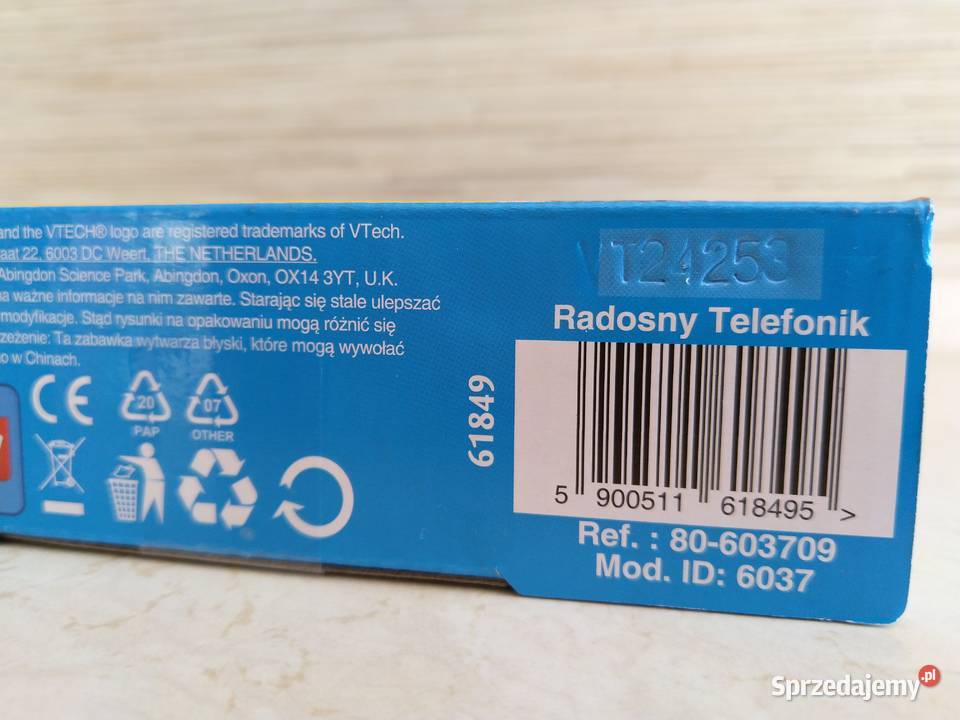 and the VTECH® logo are registered trademarks of VTech.
raat 22, 6003 DC Weert, THE NETHERLANDS.
Abingdon Science Park, Abingdon, Oxon, OX14 3YT, U.K.
na ważne informacje na nim zawarte. Starając się stale ulepszać
modyfikacje. Stąd rysunki na opakowaniu mogą różnić się
zeżenie: Ta zabawka wytwarza błyski, które mogą wywołać
o w Chinach.
CE
20
PAP
07
OTHER
61849
VT24253
Radosny Telefonik
5 900511 618495 >
Ref. : 80-603709
Mod. ID: 6037
Sprzedajemy.pl